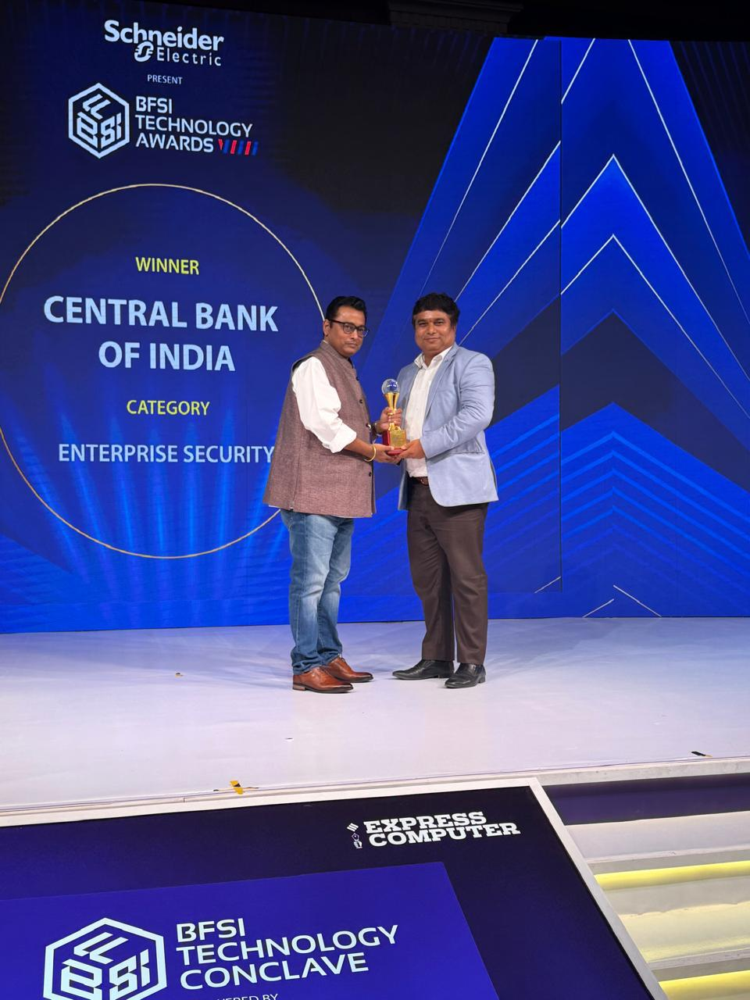 Schneider
Electric
PRESENT
BFSI
TECHNOLOGY
AWARDS
WINNER
CENTRAL BANK
OF INDIA
CATEGORY
ENTERPRISE SECURITY
EXPRESS
COMPUTER
BFSI
TECHNOLOGY
CONCLAVE